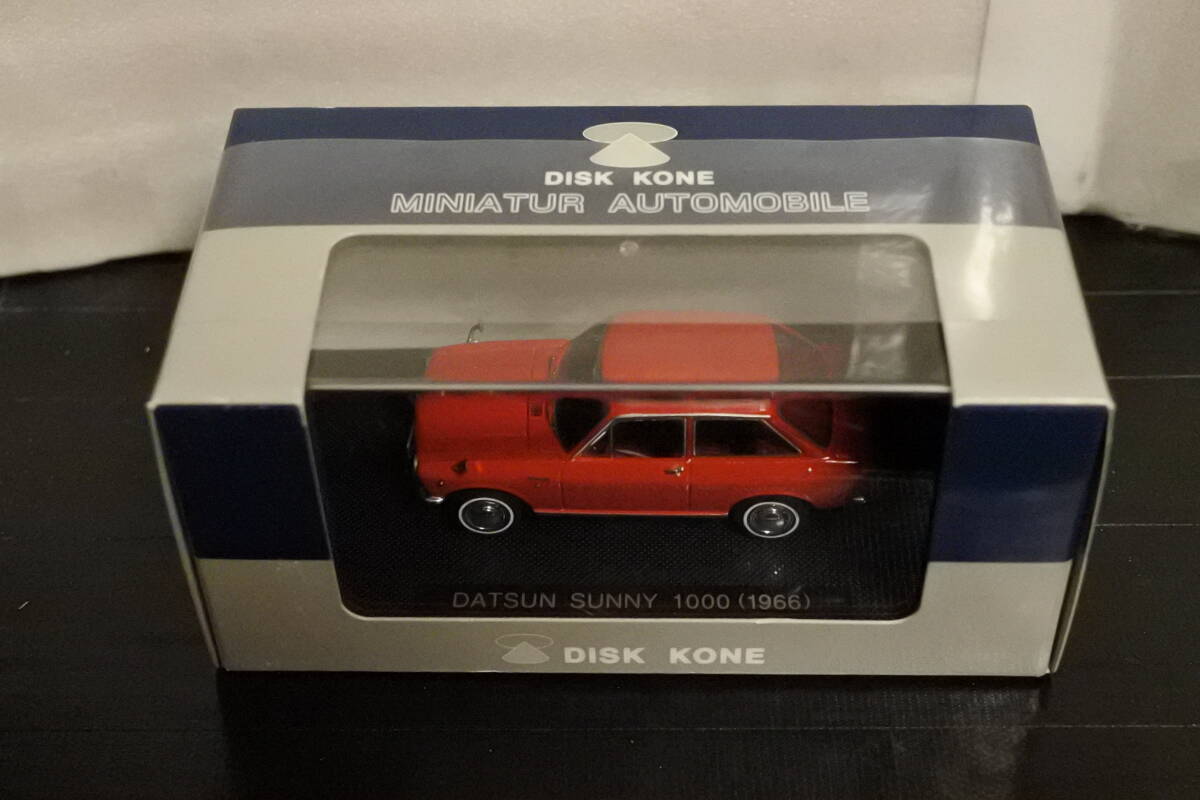 DISK KONE
MINIATUR AUTOMOBILE
DATSUN SUNNY 1000 (1966)
DISK KONE